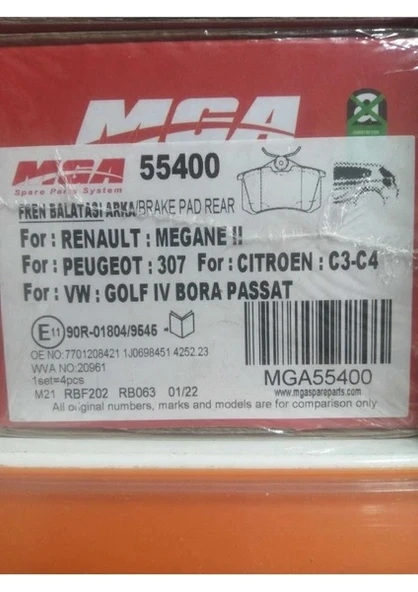 MGA
MGA 55400
Spare Parts System
FREN BALATASI ARKA/BRAKE PAD REAR
For : RENAULT : MEGANE II
For : PEUGEOT : 307 For : CITROEN : C3-C4
For : VW : GOLF IV BORA PASSAT
E11 90R-01804/9545
OE NO: 7701208421 1J0698451 4252.23
WVA NO: 20961
1set=4pcs
M21 RBF202 RB063 01/22
MGA55400
www.mgaspareparts.com
All original numbers, marks and models are for comparison only